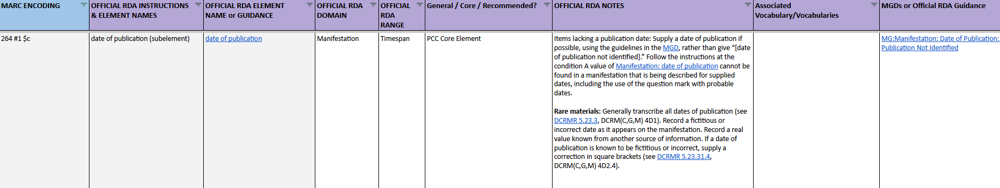 MARC ENCODING
OFFICIAL RDA INSTRUCTIONS
& ELEMENT NAMES
OFFICIAL RDA ELEMENT
NAME or GUIDANCE
OFFICIAL RDA
DOMAIN
OFFICIAL
RDA
RANGE
General / Core / Recommended?
OFFICIAL RDA NOTES
Associated
Vocabulary/Vocabularies
MGDs or Official RDA Guidance
264 #1 $c
date of publication (subelement)
date of publication
Manifestation
Timespan
PCC Core Element
Items lacking a publication date: Supply a date of publication if
possible, using the guidelines in the MGD, rather than give “[date
of publication not identified].” Follow the instructions at the
condition A value of Manifestation: date of publication cannot be
found in a manifestation that is being described for supplied
dates, including the use of the question mark with probable
dates.
Rare materials: Generally transcribe all dates of publication (see
DCRMR 5.23.3, DCRM(C,G,M) 4D1). Record a fictitious or
incorrect date as it appears on the manifestation. Record a real
value known from another source of information. If a date of
publication is known to be fictitious or incorrect, supply a
correction in square brackets (see DCRMR 5.23.31.4,
DCRM(C,G,M) 4D2.4).
MG:Manifestation: Date of Publication:
Publication Not Identified